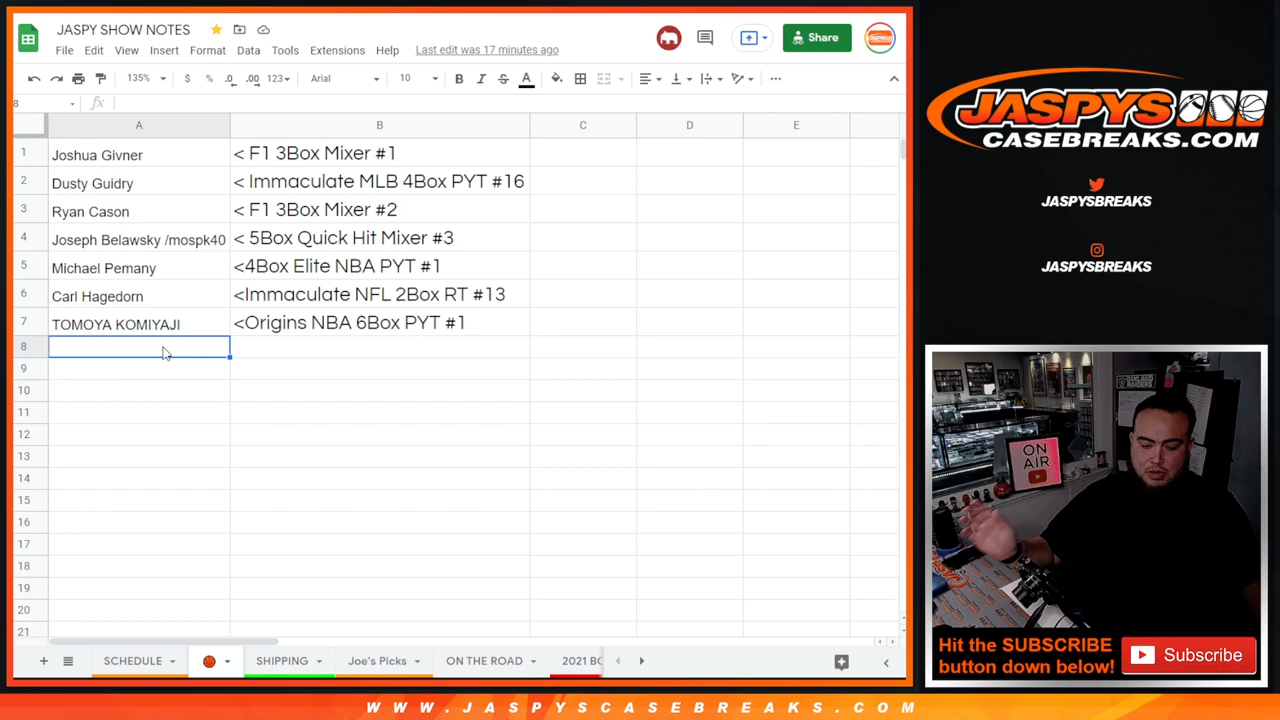 JASPY SHOW NOTES
File Edit View Insert Format Data Tools Extensions Help Last edit was 17 minutes ago
Share
135% $ % .0 .00 123 Arial 10 B I S A
8 fx
A B C D E
1 Joshua Givner < F1 3Box Mixer #1
2 Dusty Guidry < Immaculate MLB 4Box PYT #16
3 Ryan Cason < F1 3Box Mixer #2
4 Joseph Belawsky /mospk40 < 5Box Quick Hit Mixer #3
5 Michael Pemany <4Box Elite NBA PYT #1
6 Carl Hagedorn <Immaculate NFL 2Box RT #13
7 TOMOYA KOMIYAJI <Origins NBA 6Box PYT #1
8
9
10
11
12
13
14
15
16
17
18
19
20
21
SCHEDULE SHIPPING Joe's Picks ON THE ROAD 2021 BO
JASPYS
CASEBREAKS.COM
JASPYSBREAKS
JASPYSBREAKS
OAKLAND
RAIDERS
ON
AIR
Hit the SUBSCRIBE
button down below!
Subscribe
WWW.JASPYSCASEBREAKS.COM